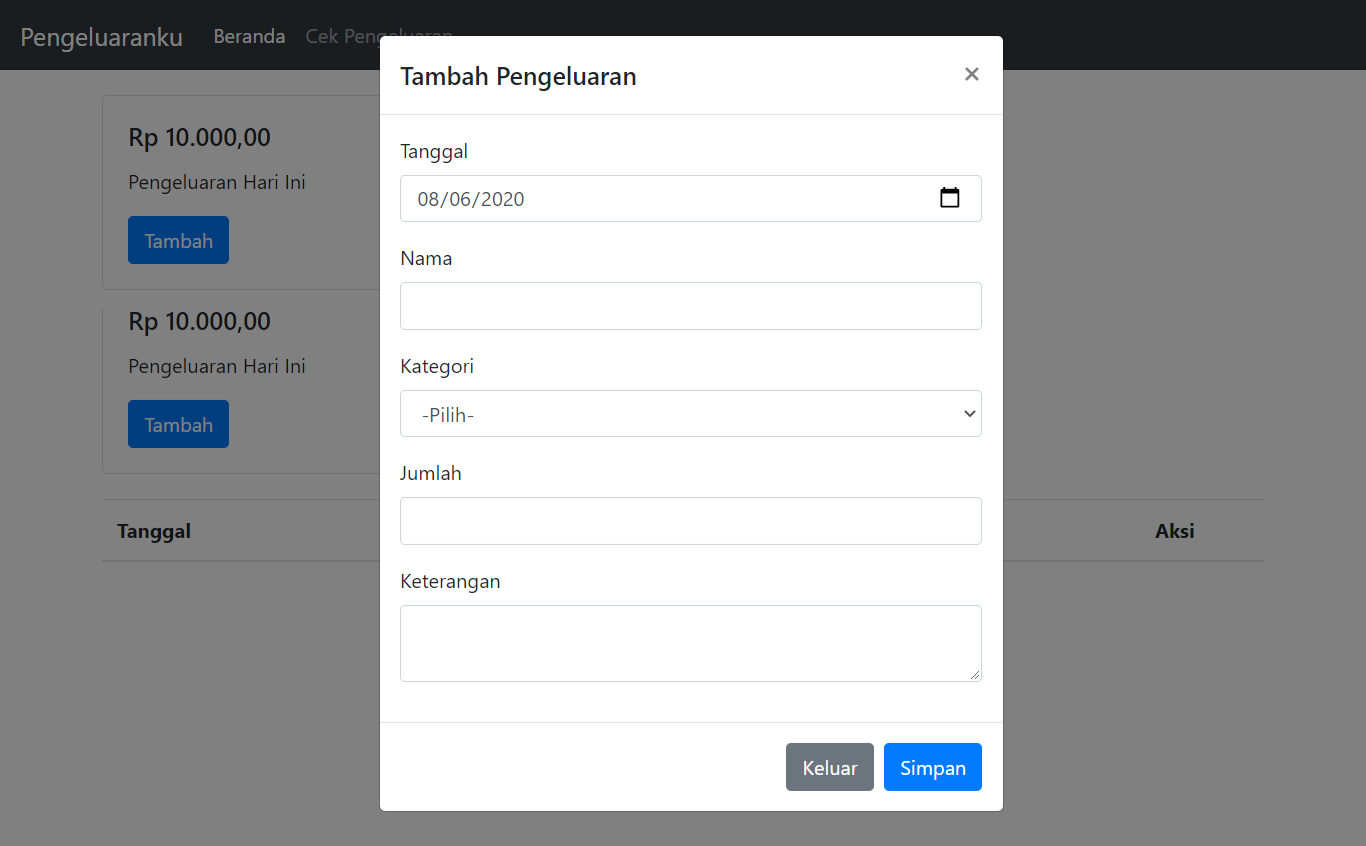 Pengeluaranku Beranda Cek Pengeluaran
Tambah Pengeluaran ×
Tanggal
08/06/2020
Nama
Kategori
-Pilih-
Jumlah
Keterangan
Keluar Simpan
Rp 10.000,00
Pengeluaran Hari Ini
Tambah
Rp 10.000,00
Pengeluaran Hari Ini
Tambah
Tanggal Aksi